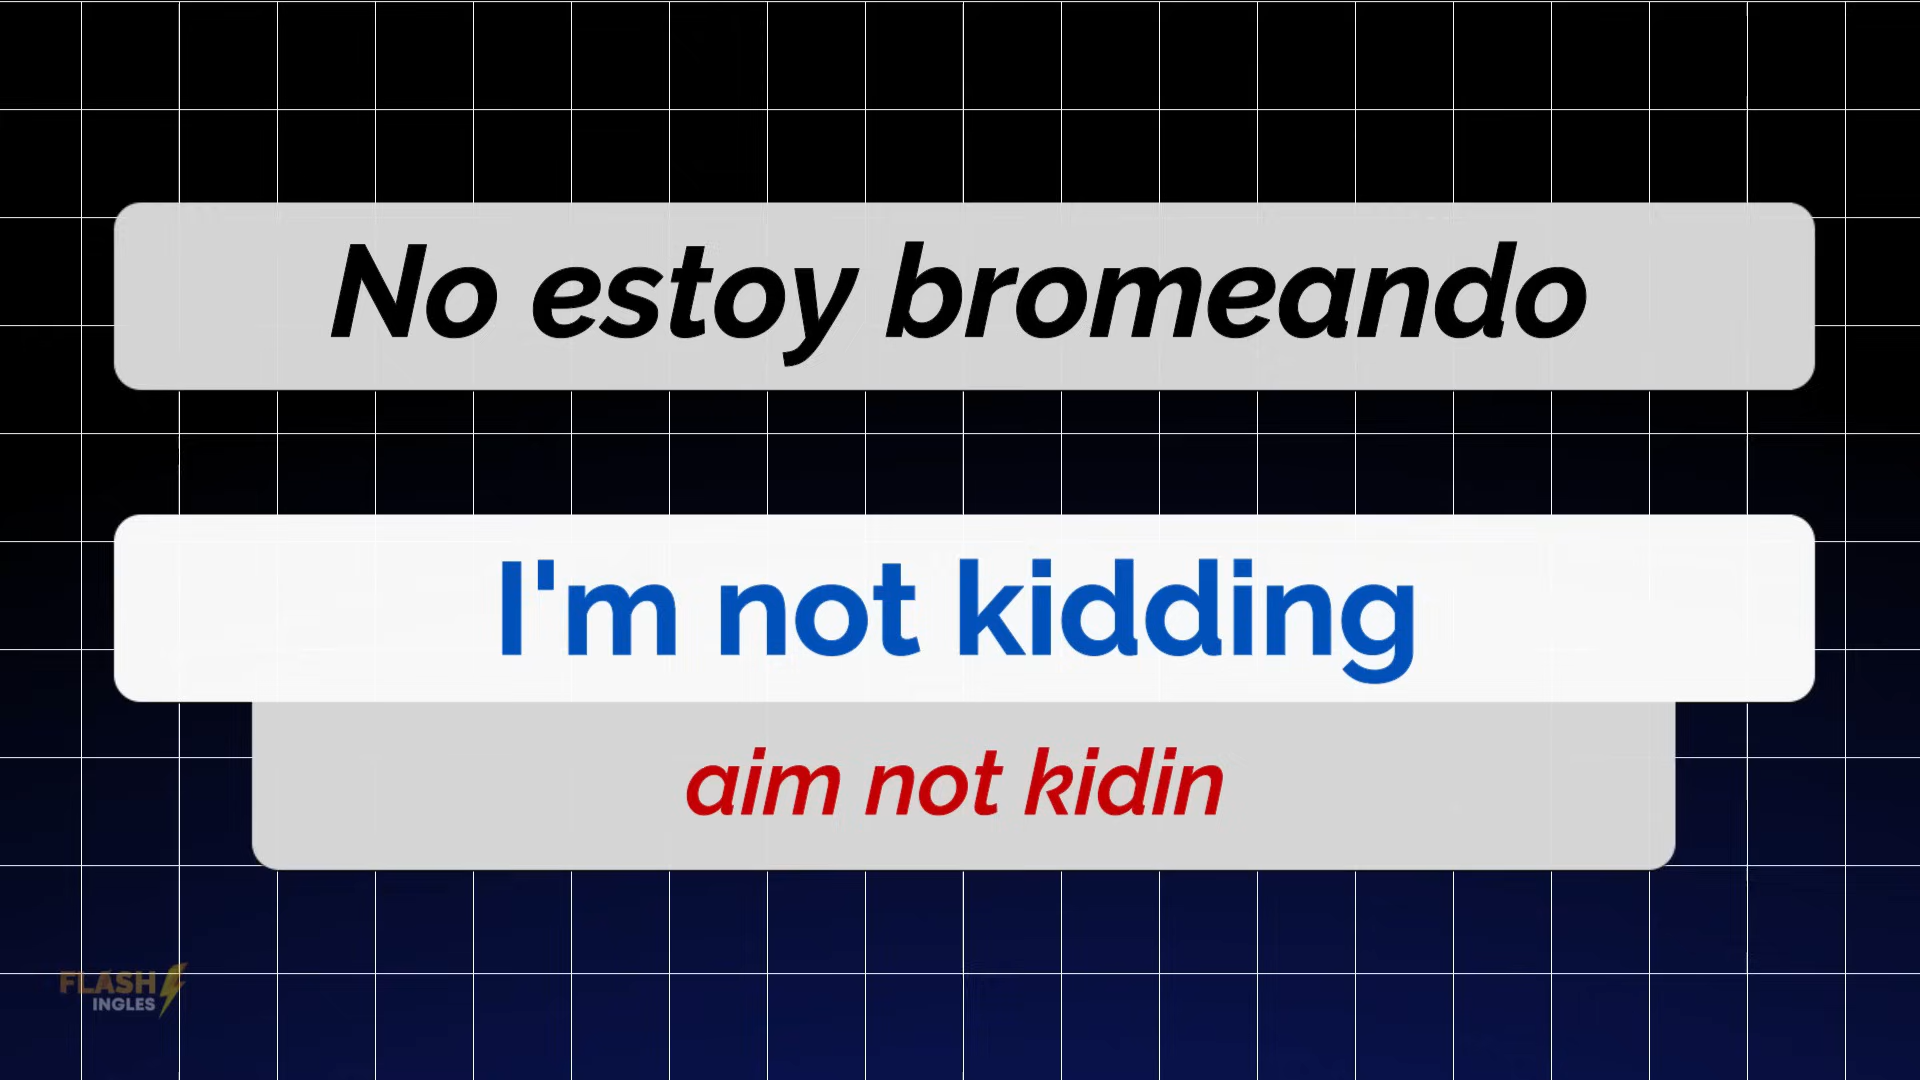 No estoy bromeando
I'm not kidding
aim not kidin
FLASH
INGLES